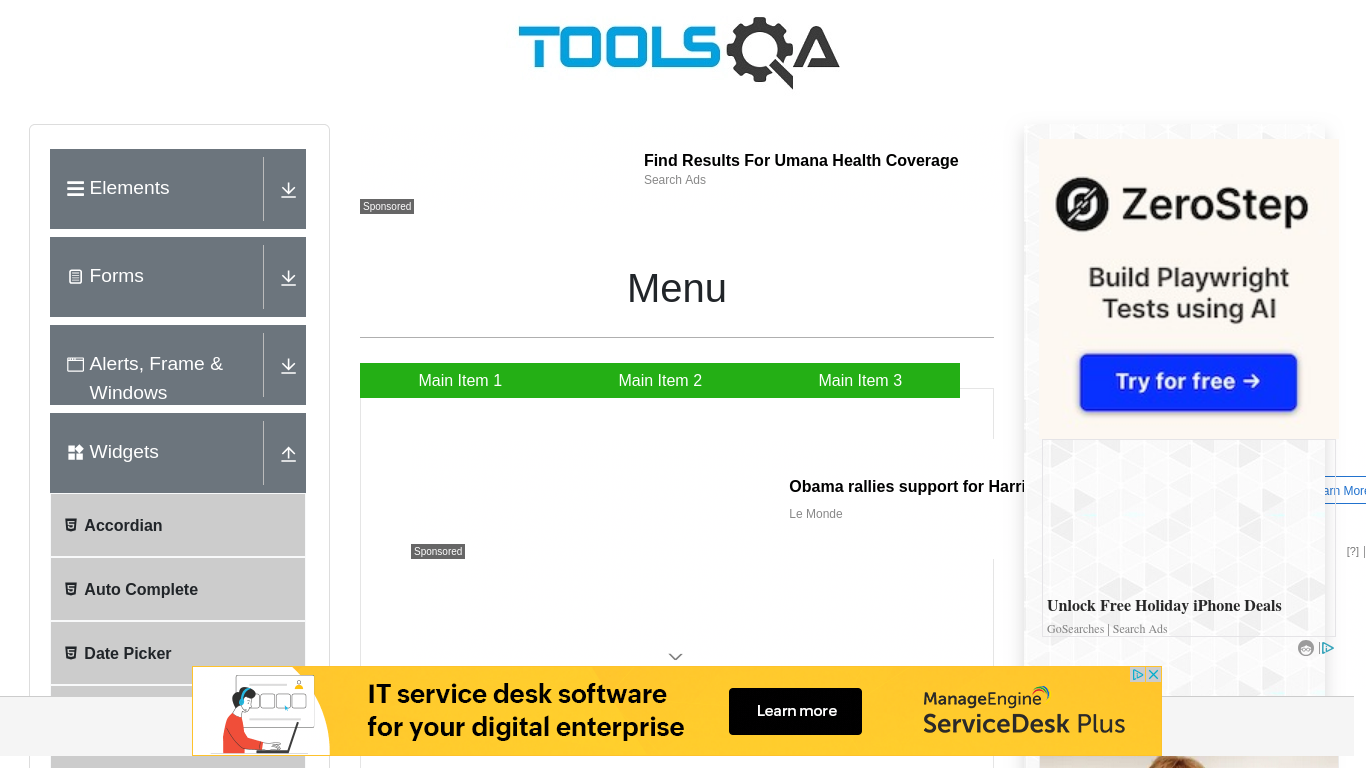 TOOLSQA
Elements
Forms
Alerts, Frame &
Windows
Widgets
Accordian
Auto Complete
Date Picker
Find Results For Umana Health Coverage
Search Ads
Sponsored
Menu
Main Item 1
Main Item 2
Main Item 3
Obama rallies support for Harri
Le Monde
Sponsored
ZeroStep
Build Playwright
Tests using AI
Try for free →
arn More
[?]
Unlock Free Holiday iPhone Deals
GoSearches | Search Ads
IT service desk software
for your digital enterprise
Learn more
ManageEngine
ServiceDesk Plus